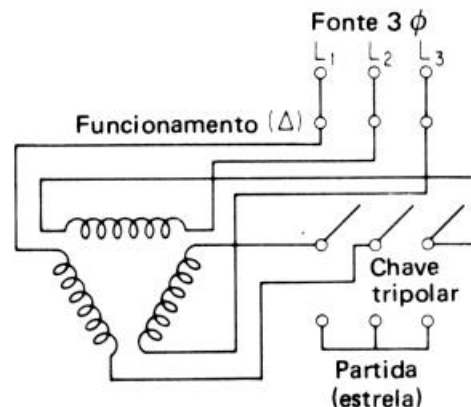 Fonte 3 ϕ
L1 L2 L3
Funcionamento (Δ)
Chave
tripolar
Partida
(estrela)